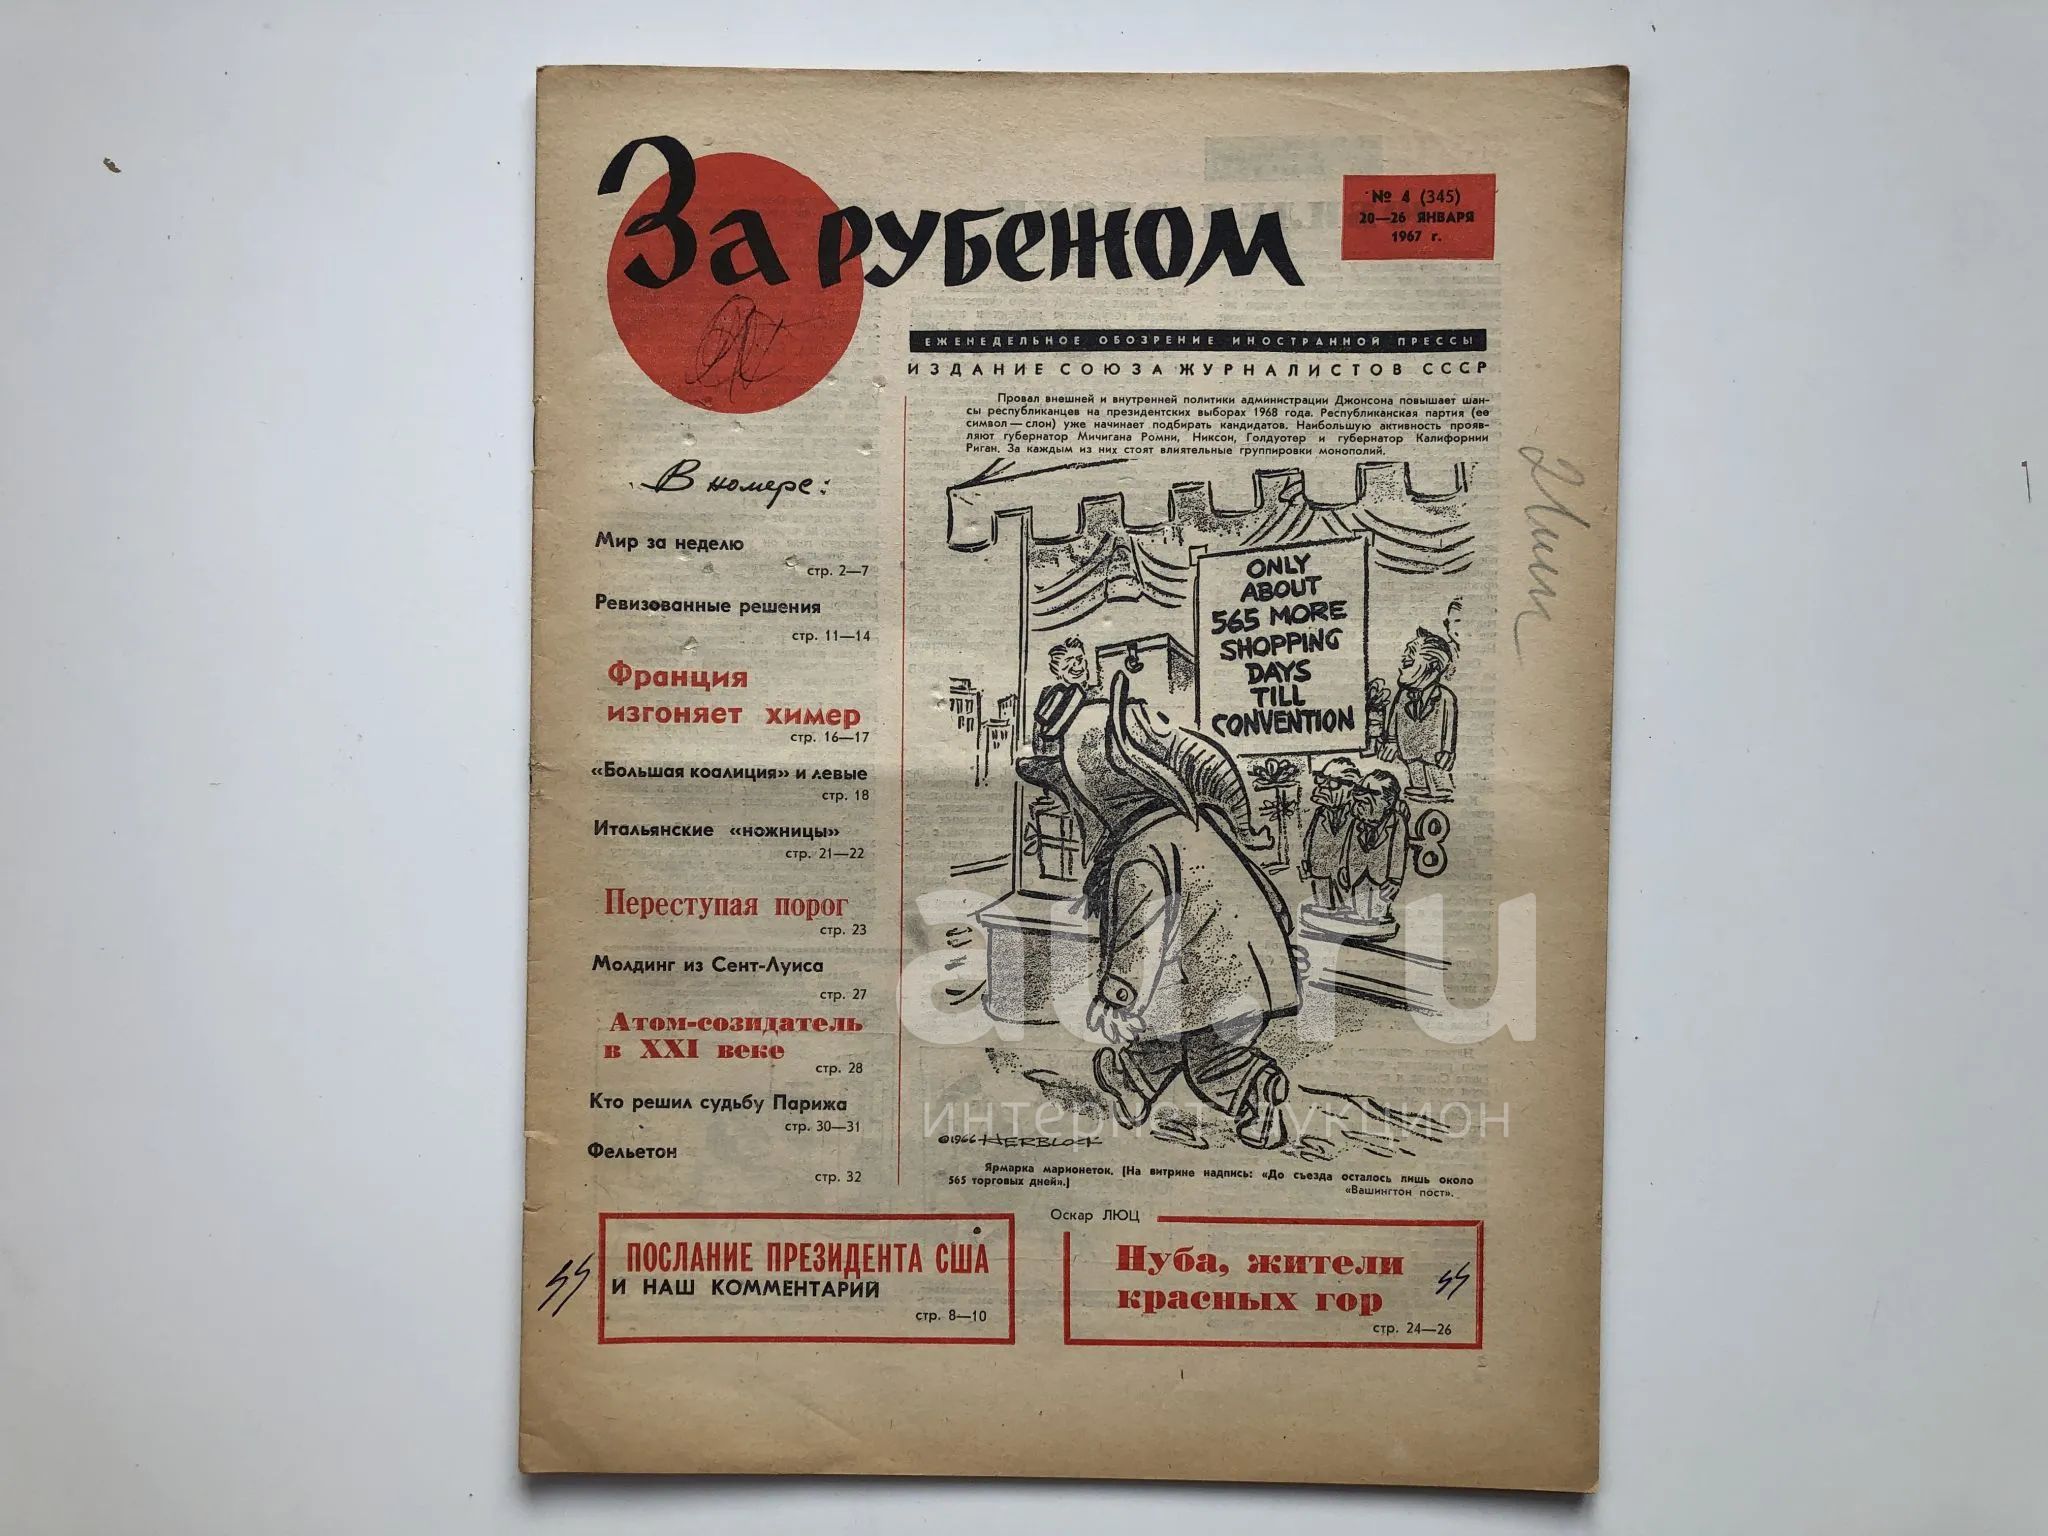 За рубежом
№ 4 (345)
20—26 ЯНВАРЯ
1967 г.
ЕЖЕНЕДЕЛЬНОЕ ОБОЗРЕНИЕ ИНОСТРАННОЙ ПРЕССЫ
ИЗДАНИЕ СОЮЗА ЖУРНАЛИСТОВ СССР
Провал внешней и внутренней политики администрации Джонсона повышает шан-
сы республиканцев на президентских выборах 1968 года. Республиканская партия (ее
символ — слон) уже начинает подбирать кандидатов. Наибольшую активность прояв-
ляют губернатор Мичигана Ромни, Никсон, Голдуотер и губернатор Калифорнии
Риган. За каждым из них стоят влиятельные группировки монополий.
В номере:
Мир за неделю
стр. 2—7
Ревизованные решения
стр. 11—14
Франция
изгоняет химер
стр. 16—17
«Большая коалиция» и левые
стр. 18
Итальянские «ножницы»
стр. 21—22
Переступая порог
стр. 23
Молдинг из Сент-Луиса
стр. 27
Атом-созидатель
в XXI веке
стр. 28
Кто решил судьбу Парижа
стр. 30—31
Фельетон
стр. 32
ONLY
ABOUT
565 MORE
SHOPPING
DAYS
TILL
CONVENTION
©1966 HERBLOCK
Ярмарка марионеток. (На витрине надпись: «До съезда осталось лишь около
565 торговых дней».)
«Вашингтон пост».
ПОСЛАНИЕ ПРЕЗИДЕНТА США
И НАШ КОММЕНТАРИЙ
стр. 8—10
Оскар ЛЮЦ
Нуба, жители
красных гор
стр. 24—26
au.ru
интернет аукцион